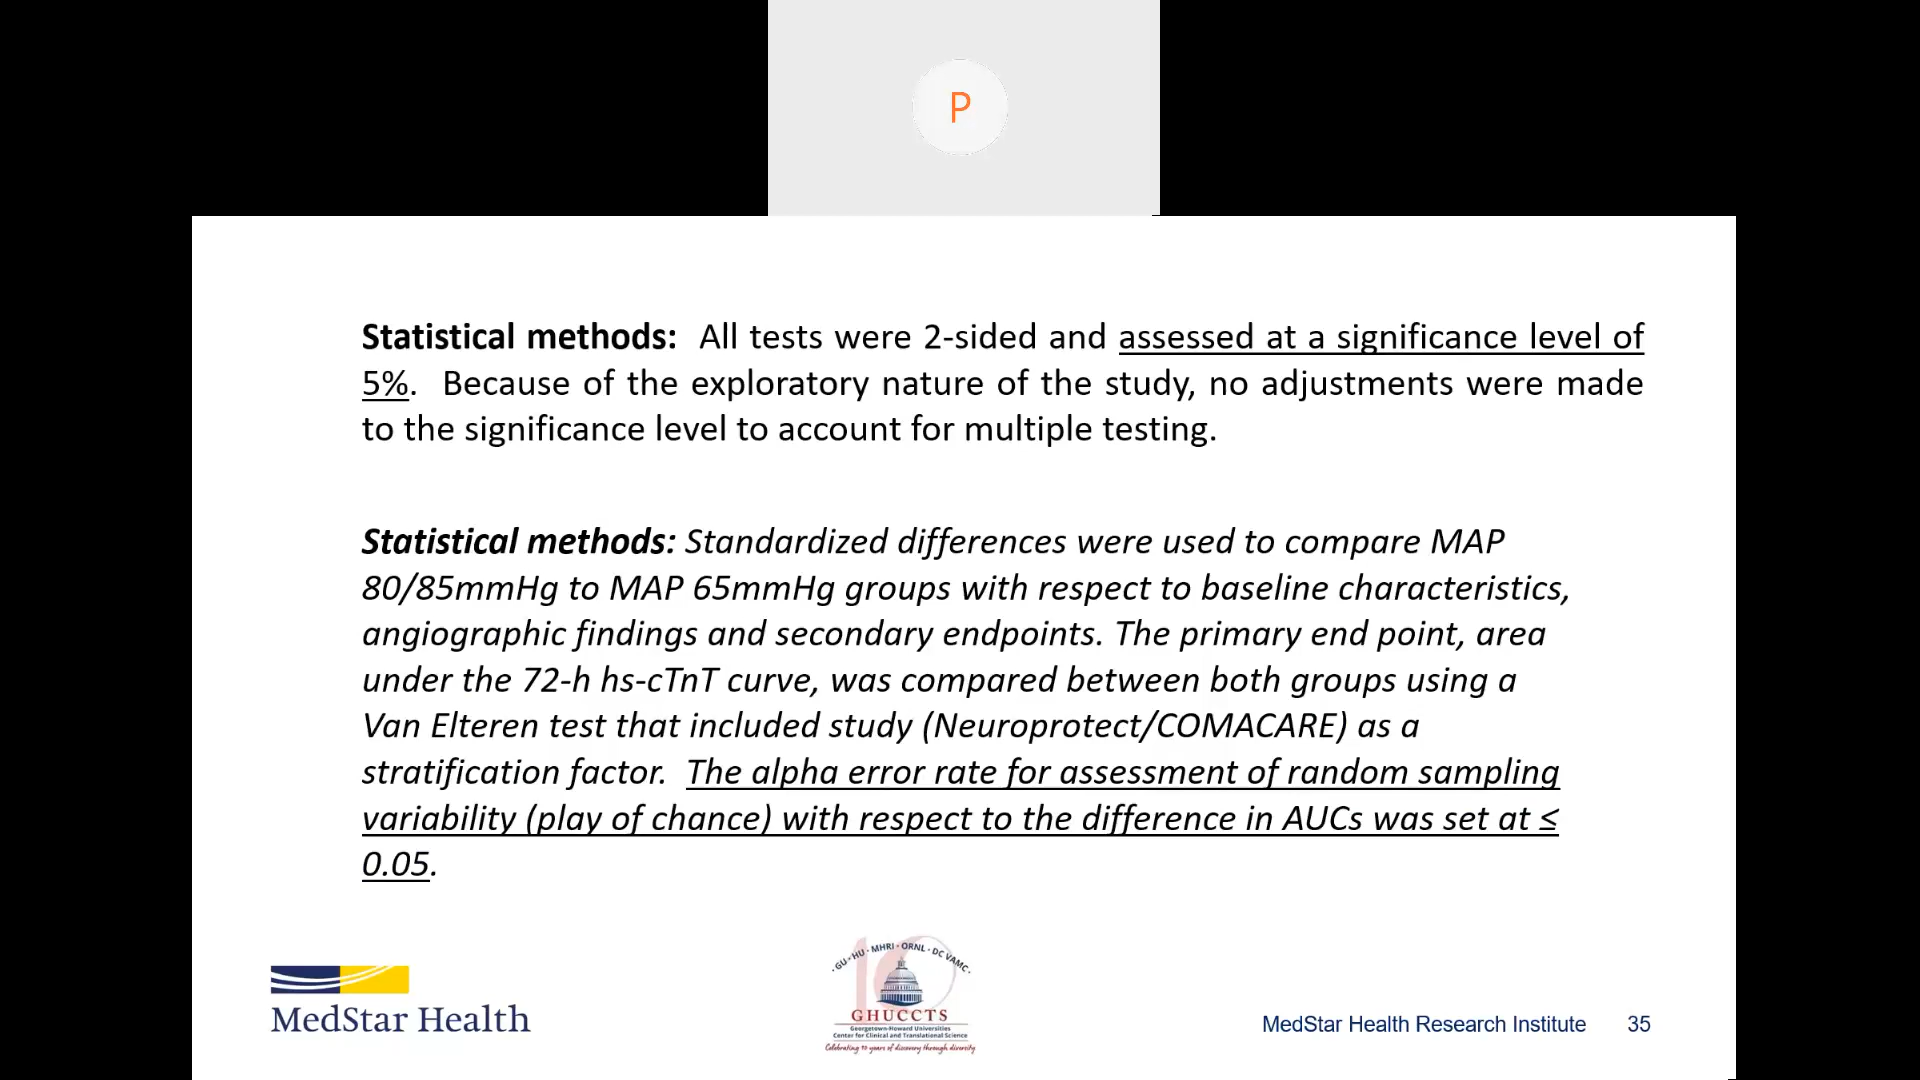 P
Statistical methods: All tests were 2-sided and assessed at a significance level of
5%. Because of the exploratory nature of the study, no adjustments were made
to the significance level to account for multiple testing.
Statistical methods: Standardized differences were used to compare MAP
80/85mmHg to MAP 65mmHg groups with respect to baseline characteristics,
angiographic findings and secondary endpoints. The primary end point, area
under the 72-h hs-cTnT curve, was compared between both groups using a
Van Elteren test that included study (Neuroprotect/COMACARE) as a
stratification factor. The alpha error rate for assessment of random sampling
variability (play of chance) with respect to the difference in AUCs was set at ≤
0.05.
MedStar Health
· GU · HU · MHRI · ORNL · DC VAMC ·
10
GHUCCTS
Georgetown-Howard Universities
Center for Clinical and Translational Science
Celebrating 10 years of discovery through diversity
MedStar Health Research Institute 35